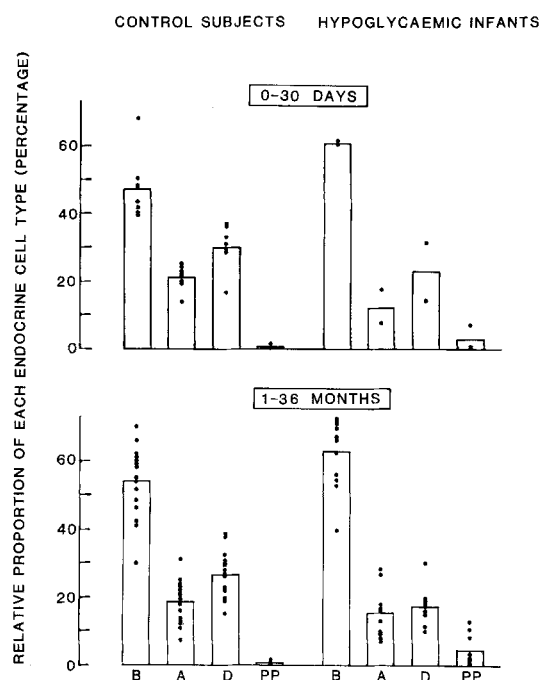 CONTROL SUBJECTS HYPOGLYCAEMIC INFANTS
RELATIVE PROPORTION OF EACH ENDOCRINE CELL TYPE (PERCENTAGE)
0-30 DAYS
60
40
20
0
1-36 MONTHS
60
40
20
0
B A D PP B A D PP